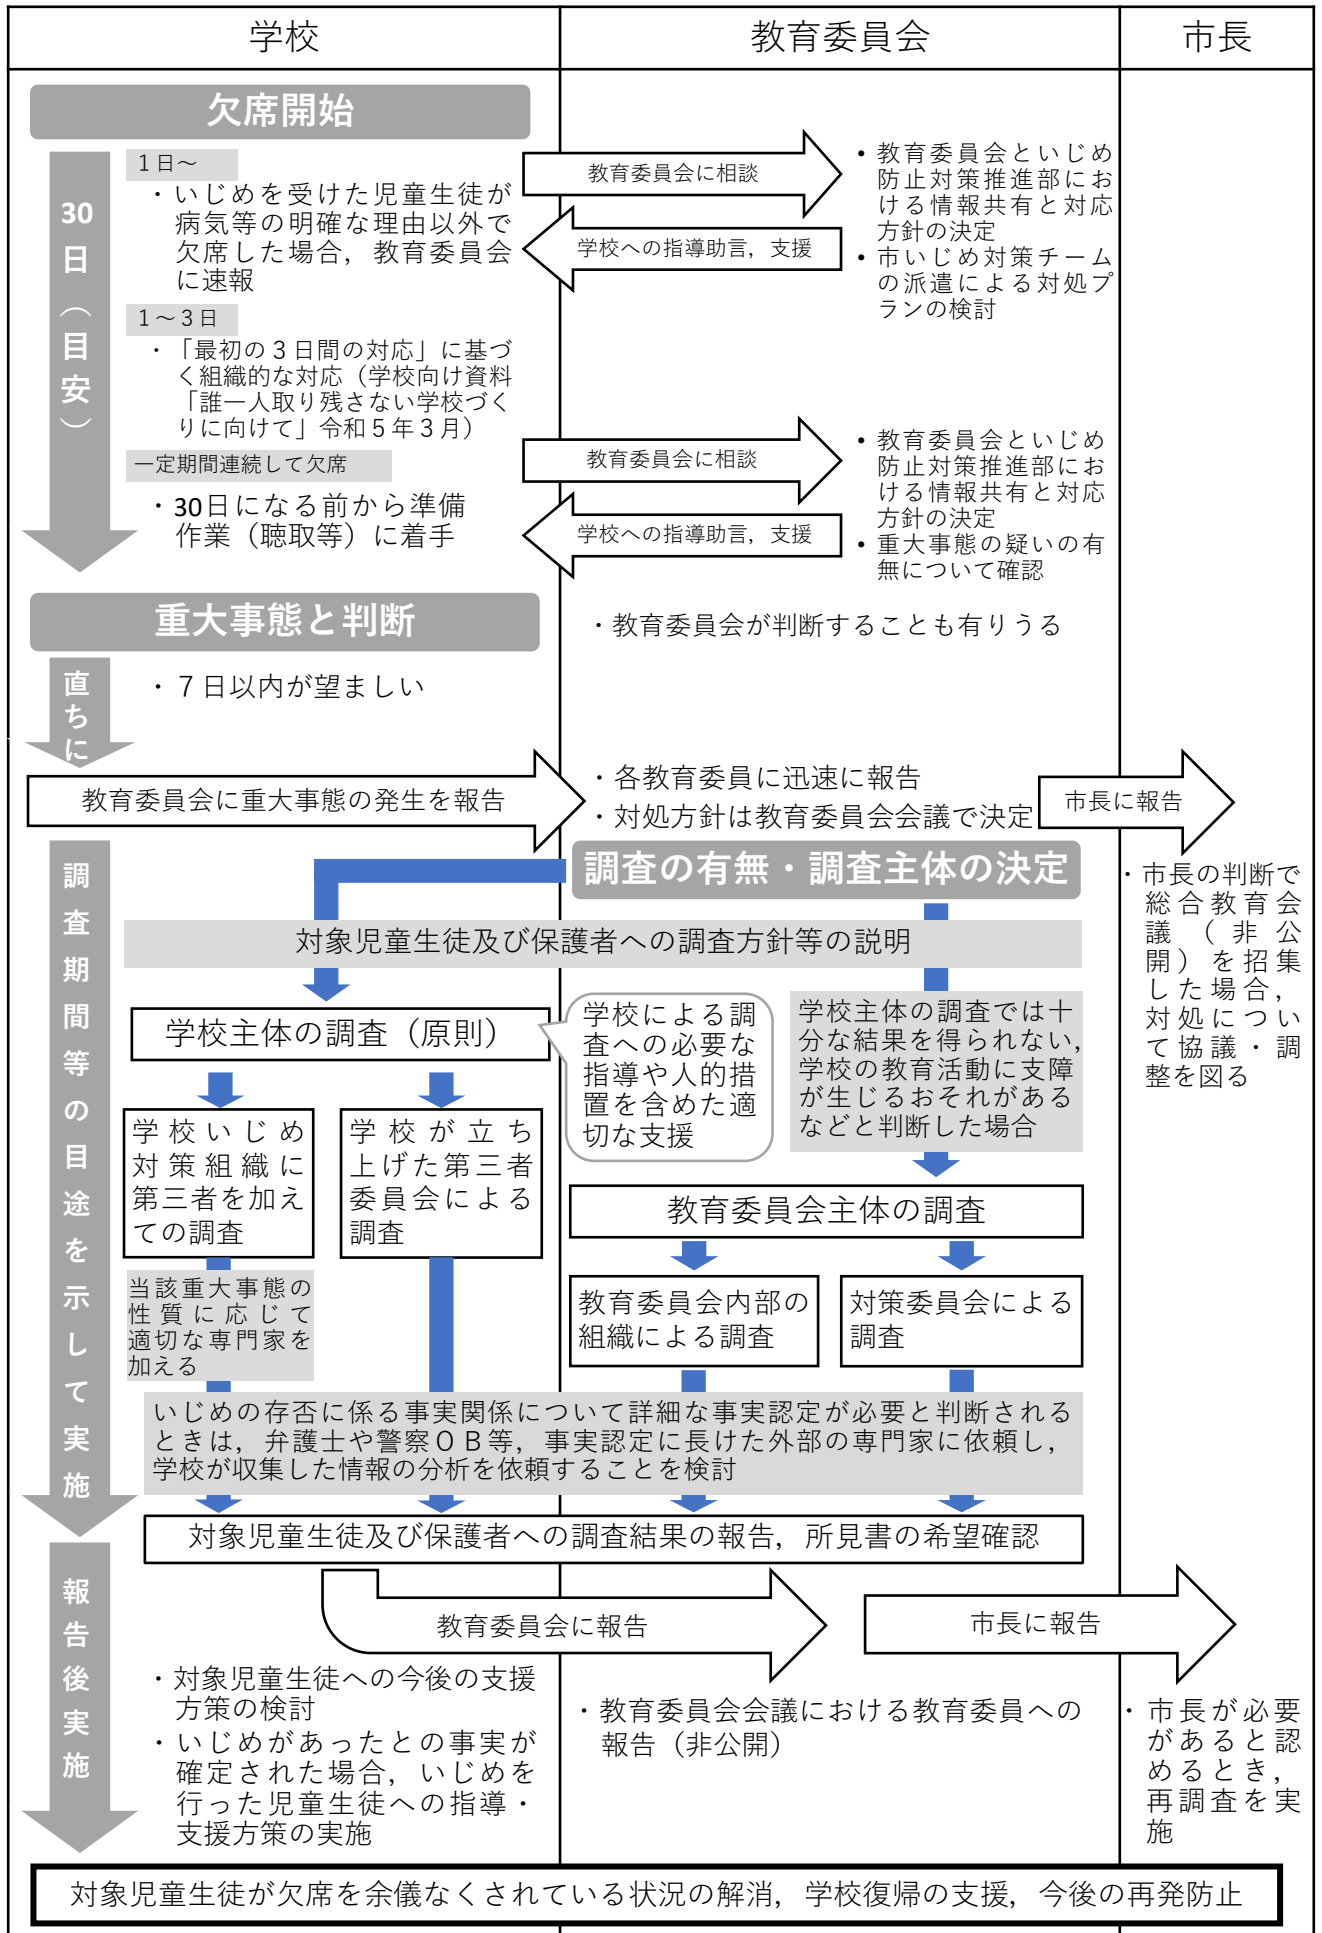 学校
教育委員会
市長
欠席開始
30日（目安）
１日～
・いじめを受けた児童生徒が
病気等の明確な理由以外で
欠席した場合，教育委員会
に速報
教育委員会に相談
学校への指導助言，支援
• 教育委員会といじめ
防止対策推進部にお
ける情報共有と対応
方針の決定
• 市いじめ対策チーム
の派遣による対処プ
ランの検討
１～３日
・「最初の３日間の対応」に基づ
く組織的な対応（学校向け資料
「誰一人取り残さない学校づく
りに向けて」令和５年３月）
一定期間連続して欠席
・30日になる前から準備
作業（聴取等）に着手
教育委員会に相談
学校への指導助言，支援
• 教育委員会といじめ
防止対策推進部にお
ける情報共有と対応
方針の決定
• 重大事態の疑いの有
無について確認
重大事態と判断
・教育委員会が判断することも有りうる
直ちに
・７日以内が望ましい
教育委員会に重大事態の発生を報告
・各教育委員に迅速に報告
・対処方針は教育委員会会議で決定
市長に報告
調査期間等の目途を示して実施
調査の有無・調査主体の決定
・市長の判断で
総合教育会
議（非公
開）を招集
した場合，
対処につい
て協議・調
整を図る
対象児童生徒及び保護者への調査方針等の説明
学校主体の調査（原則）
学校による調
査への必要な
指導や人的措
置を含めた適
切な支援
学校主体の調査では十
分な結果を得られない，
学校の教育活動に支障
が生じるおそれがある
などと判断した場合
学校いじめ
対策組織に
第三者を加え
ての調査
学校が立ち
上げた第三者
委員会による
調査
教育委員会主体の調査
当該重大事態の
性質に応じて
適切な専門家を
加える
教育委員会内部の
組織による調査
対策委員会による
調査
いじめの存否に係る事実関係について詳細な事実認定が必要と判断される
ときは，弁護士や警察ＯＢ等，事実認定に長けた外部の専門家に依頼し，
学校が収集した情報の分析を依頼することを検討
対象児童生徒及び保護者への調査結果の報告，所見書の希望確認
報告後実施
教育委員会に報告
市長に報告
・対象児童生徒への今後の支援
方策の検討
・いじめがあったとの事実が
確定された場合，いじめを
行った児童生徒への指導・
支援方策の実施
・教育委員会会議における教育委員への
報告（非公開）
・市長が必要
があると認
めるとき，
再調査を実
施
対象児童生徒が欠席を余儀なくされている状況の解消，学校復帰の支援，今後の再発防止